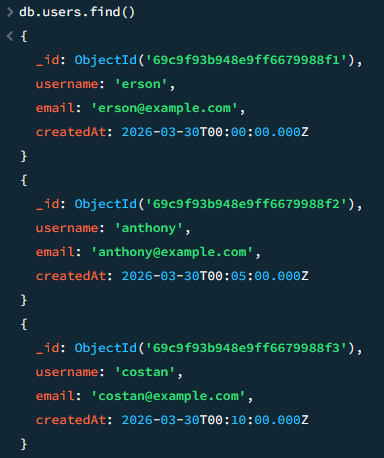 > db.users.find()
< {
_id: ObjectId('69c9f93b948e9ff6679988f1'),
username: 'erson',
email: 'erson@example.com',
createdAt: 2026-03-30T00:00:00.000Z
}
{
_id: ObjectId('69c9f93b948e9ff6679988f2'),
username: 'anthony',
email: 'anthony@example.com',
createdAt: 2026-03-30T00:05:00.000Z
}
{
_id: ObjectId('69c9f93b948e9ff6679988f3'),
username: 'costan',
email: 'costan@example.com',
createdAt: 2026-03-30T00:10:00.000Z
}